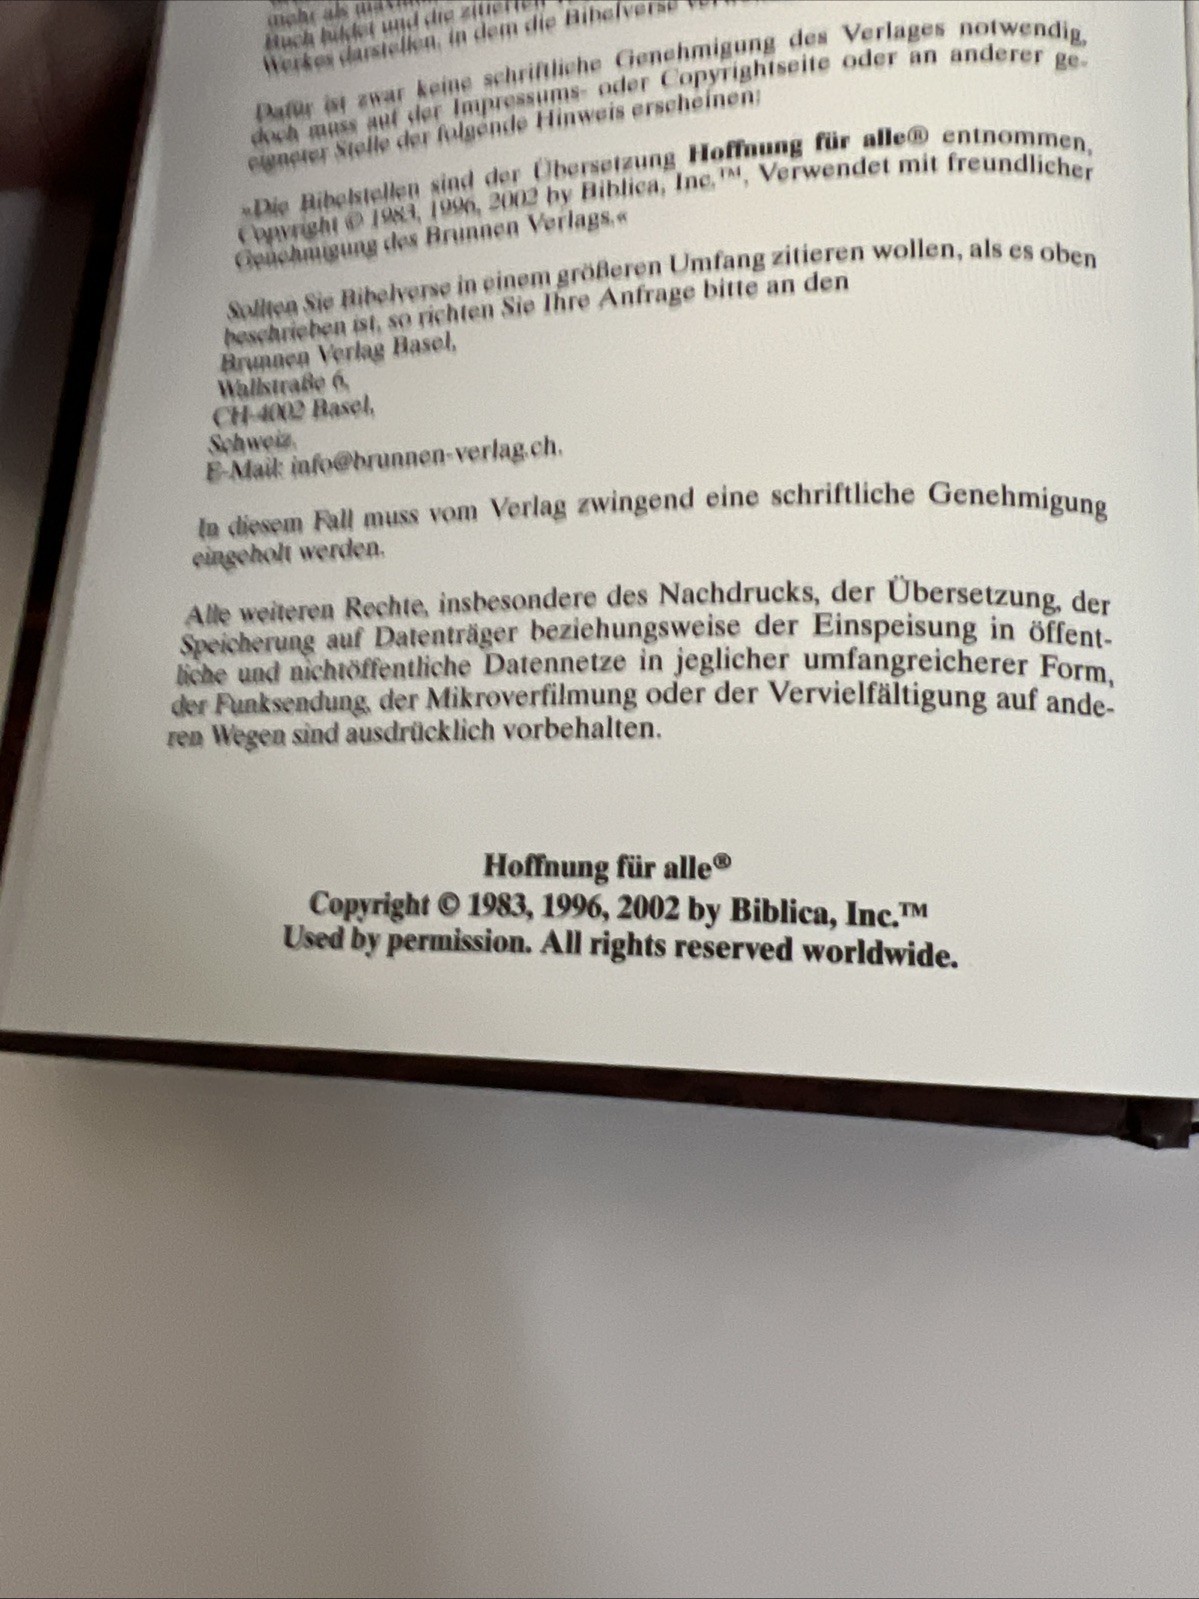 mehr als
Buch bildet und die zitierten
Werkes darstellen, in dem die Bibelverse
Dafür ist zwar keine schriftliche Genehmigung des Verlages notwendig,
doch muss auf der Impressums- oder Copyrightseite oder an anderer ge-
eigneter Stelle der folgende Hinweis erscheinen:
»Die Bibelstellen sind der Übersetzung Hoffnung für alle® entnommen,
Copyright © 1983, 1996, 2002 by Biblica, Inc.™. Verwendet mit freundlicher
Genehmigung des Brunnen Verlags.«
Sollten Sie Bibelverse in einem größeren Umfang zitieren wollen, als es oben
beschrieben ist, so richten Sie Ihre Anfrage bitte an den
Brunnen Verlag Basel,
Wallstraße 6,
CH-4002 Basel,
Schweiz.
E-Mail: info@brunnen-verlag.ch.
In diesem Fall muss vom Verlag zwingend eine schriftliche Genehmigung
eingeholt werden.
Alle weiteren Rechte, insbesondere des Nachdrucks, der Übersetzung, der
Speicherung auf Datenträger beziehungsweise der Einspeisung in öffent-
liche und nichtöffentliche Datennetze in jeglicher umfangreicherer Form,
der Funksendung, der Mikroverfilmung oder der Vervielfältigung auf ande-
ren Wegen sind ausdrücklich vorbehalten.
Hoffnung für alle®
Copyright © 1983, 1996, 2002 by Biblica, Inc.™
Used by permission. All rights reserved worldwide.